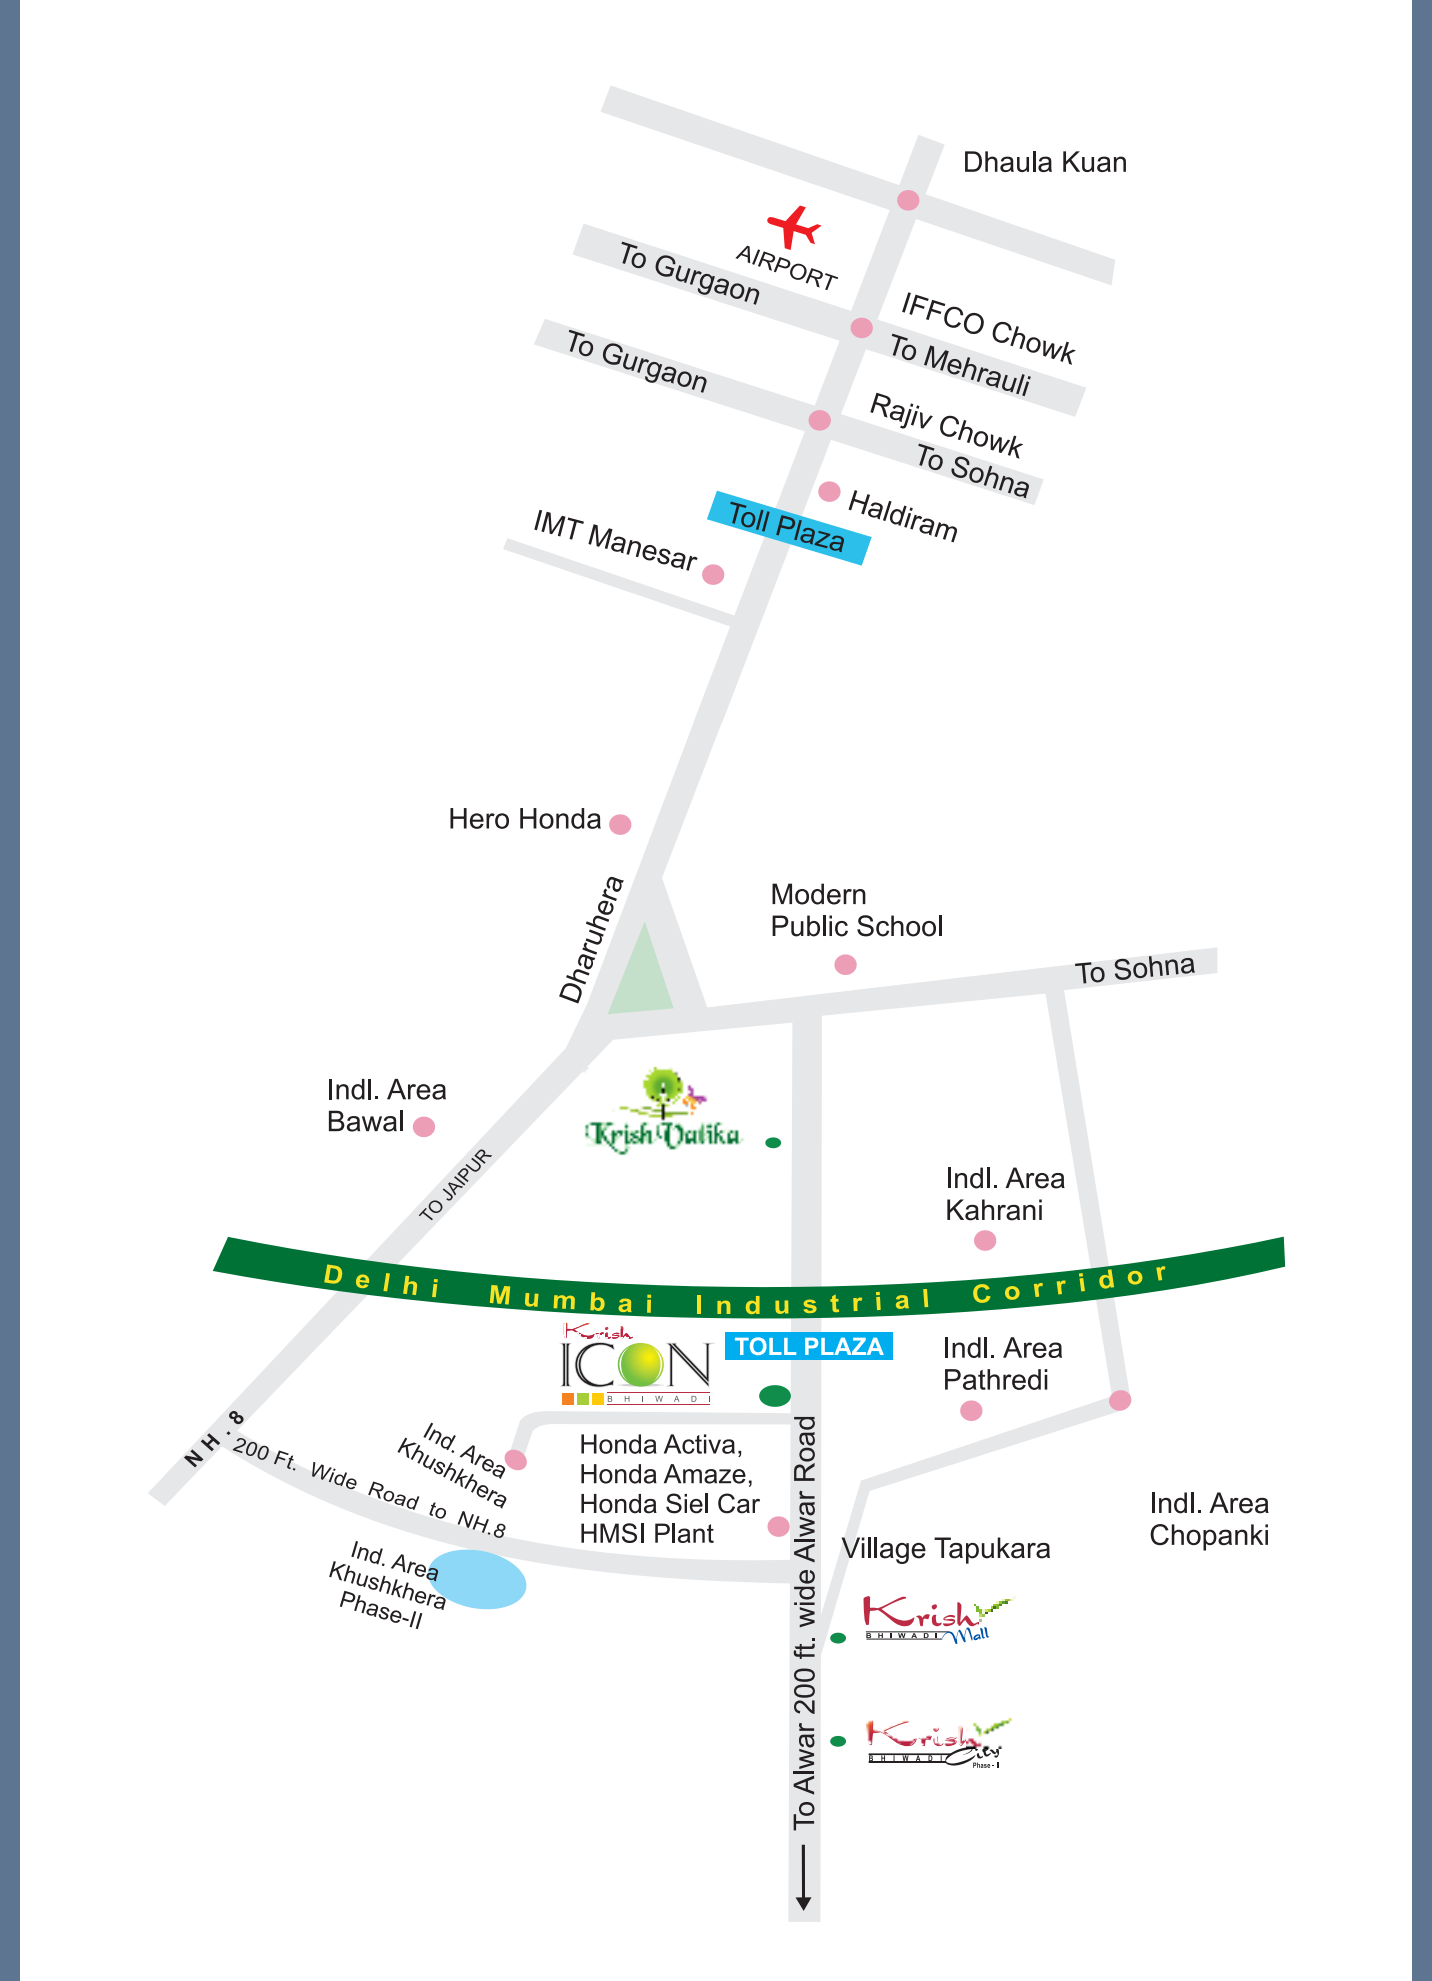 Dhaula Kuan
AIRPORT
To Gurgaon
IFFCO Chowk
To Mehrauli
To Gurgaon
Rajiv Chowk
To Sohna
Haldiram
Toll Plaza
IMT Manesar
Hero Honda
Dharuhera
Modern
Public School
To Sohna
Indl. Area
Bawal
Krish Vatika
TO JAIPUR
Indl. Area
Kahrani
Delhi Mumbai Industrial Corridor
Krish
ICON
BHIWADI
TOLL PLAZA
Indl. Area
Pathredi
NH.8
200 Ft. Wide Road to NH.8
Ind. Area
Khushkhera
Honda Activa,
Honda Amaze,
Honda Siel Car
HMSI Plant
To Alwar 200 ft. wide Alwar Road
Indl. Area
Chopanki
Village Tapukara
Ind. Area
Khushkhera
Phase-II
Krish
BHIWADI Mall
Krish
BHIWADI City
Phase - I